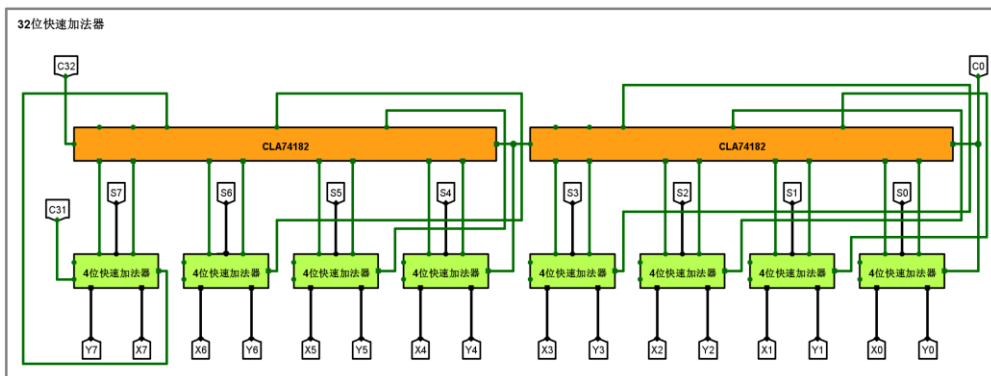 32位快速加法器
C32 C0
CLA74182 CLA74182
S7 S6 S5 S4 S3 S2 S1 S0
C31
4位快速加法器 4位快速加法器 4位快速加法器 4位快速加法器 4位快速加法器 4位快速加法器 4位快速加法器 4位快速加法器
Y7 X7 X6 Y6 X5 Y5 X4 Y4 X3 Y3 X2 Y2 X1 Y1 X0 Y0